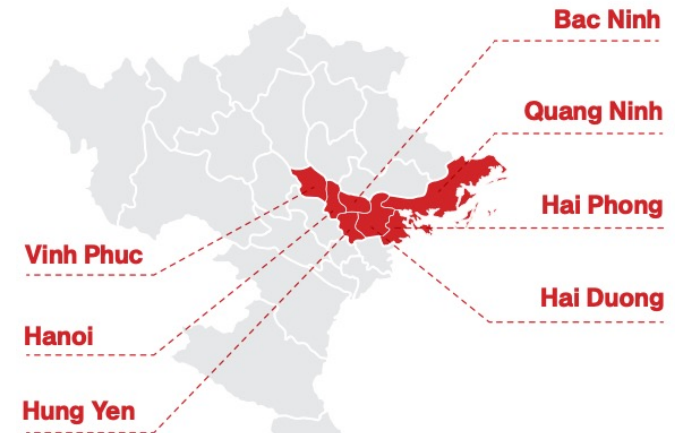 Bac Ninh
Quang Ninh
Hai Phong
Vinh Phuc
Hai Duong
Hanoi
Hung Yen